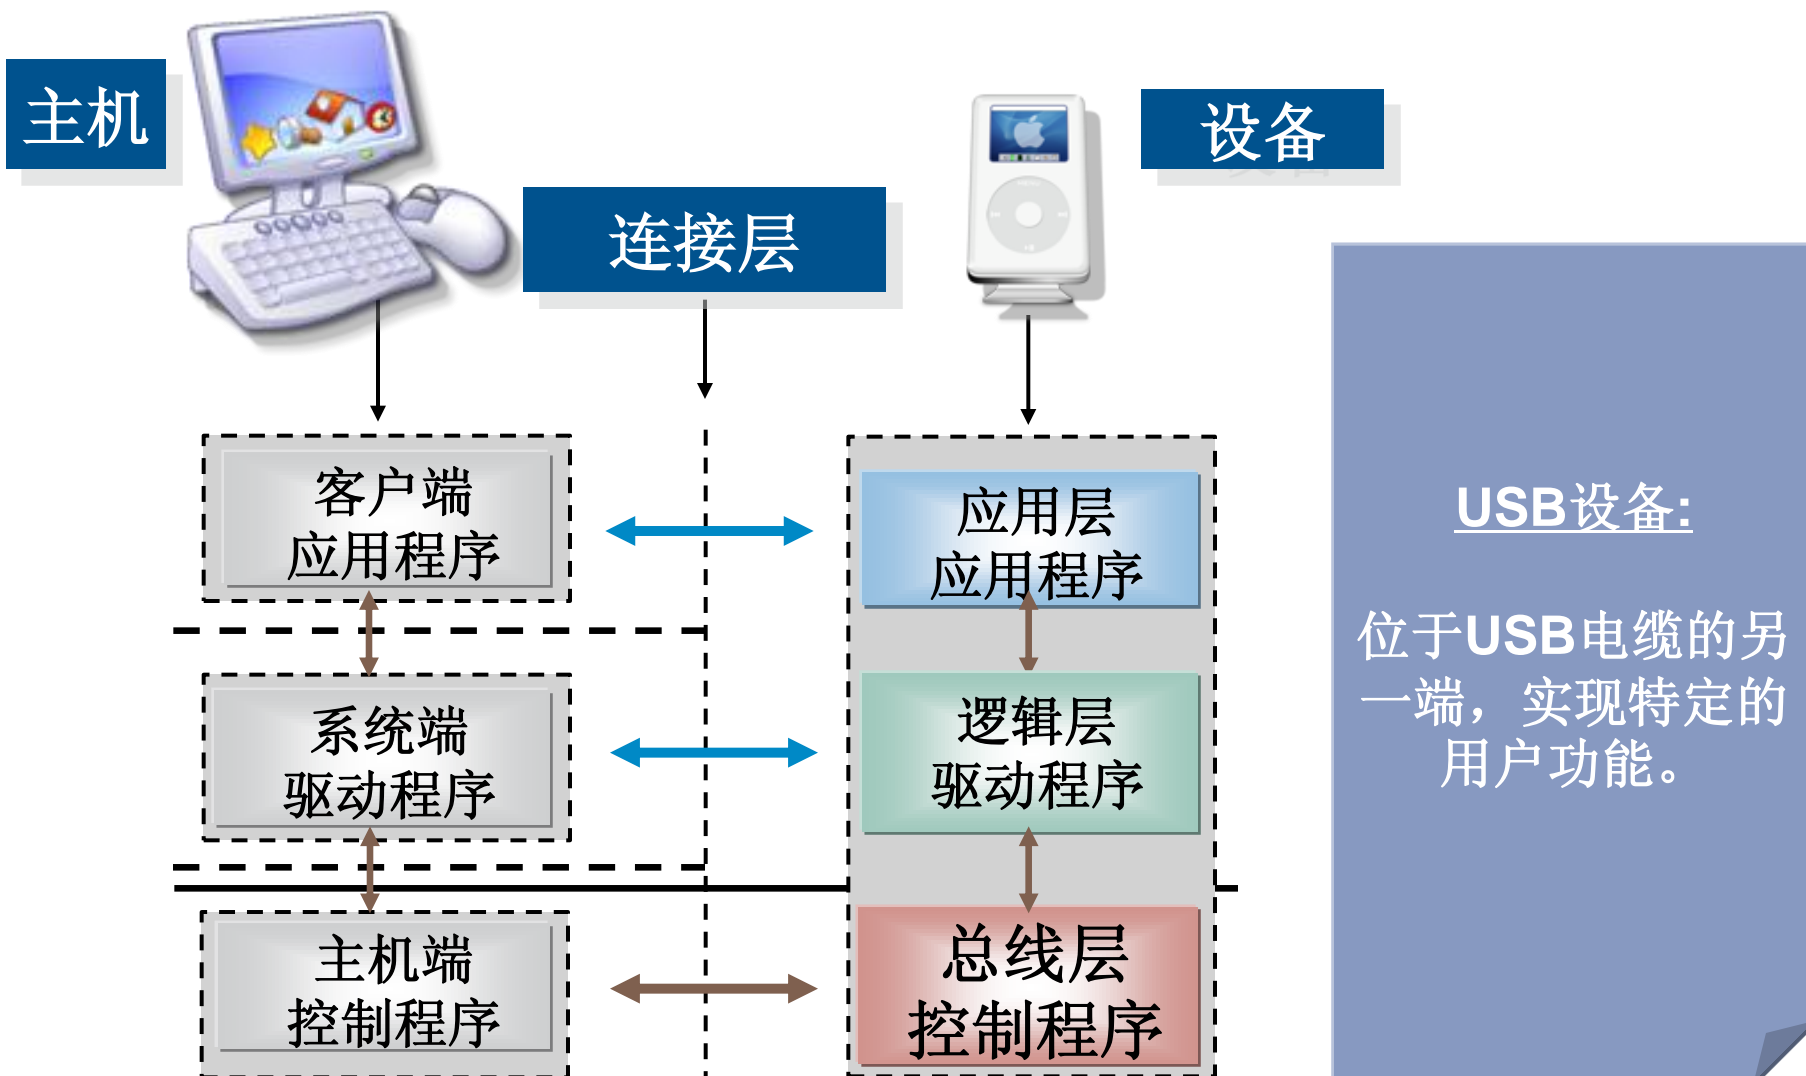 主机
设备
连接层
客户端
应用程序
应用层
应用程序
系统端
驱动程序
逻辑层
驱动程序
主机端
控制程序
总线层
控制程序
USB设备:
位于USB电缆的另
一端，实现特定的
用户功能。